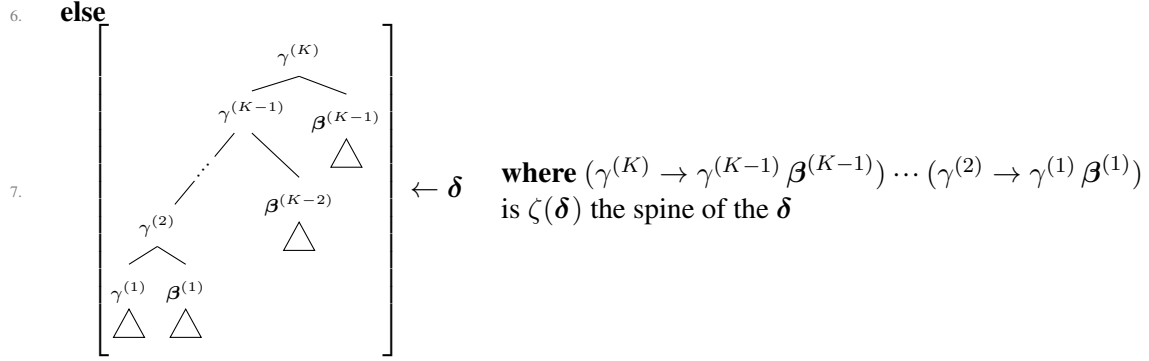 6. else
γ^(K)
γ^(K−1) β^(K−1)
⋰ β^(K−2)
γ^(2)
γ^(1) β^(1)
7. ← δ where (γ^(K) → γ^(K−1) β^(K−1)) ⋯ (γ^(2) → γ^(1) β^(1))
is ζ(δ) the spine of the δ